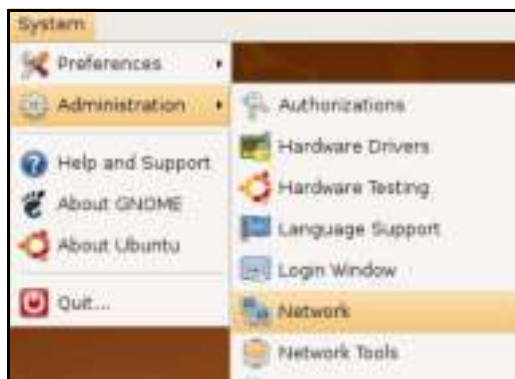 System
Preferences
Administration
Help and Support
About GNOME
About Ubuntu
Quit...
Authorizations
Hardware Drivers
Hardware Testing
Language Support
Login Window
Network
Network Tools